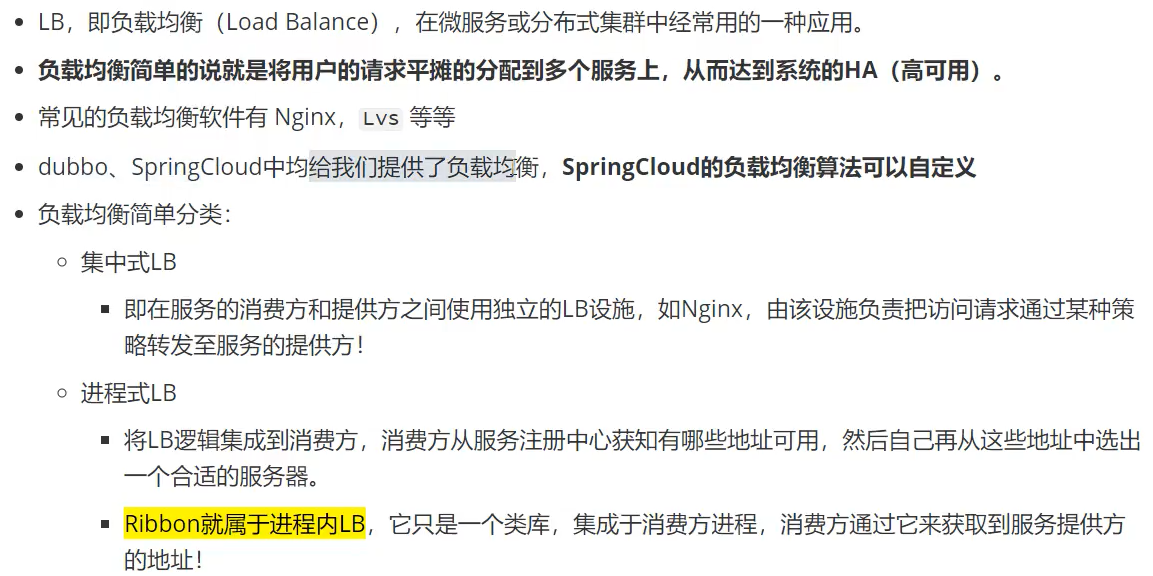 LB，即负载均衡（Load Balance），在微服务或分布式集群中经常用的一种应用。
负载均衡简单的说就是将用户的请求平摊的分配到多个服务上，从而达到系统的HA（高可用）。
常见的负载均衡软件有 Nginx，Lvs 等等
dubbo、SpringCloud中均给我们提供了负载均衡，SpringCloud的负载均衡算法可以自定义
负载均衡简单分类：
集中式LB
即在服务的消费方和提供方之间使用独立的LB设施，如Nginx，由该设施负责把访问请求通过某种策
略转发至服务的提供方！
进程式LB
将LB逻辑集成到消费方，消费方从服务注册中心获知有哪些地址可用，然后自己再从这些地址中选出
一个合适的服务器。
Ribbon就属于进程内LB，它只是一个类库，集成于消费方进程，消费方通过它来获取到服务提供方
的地址！